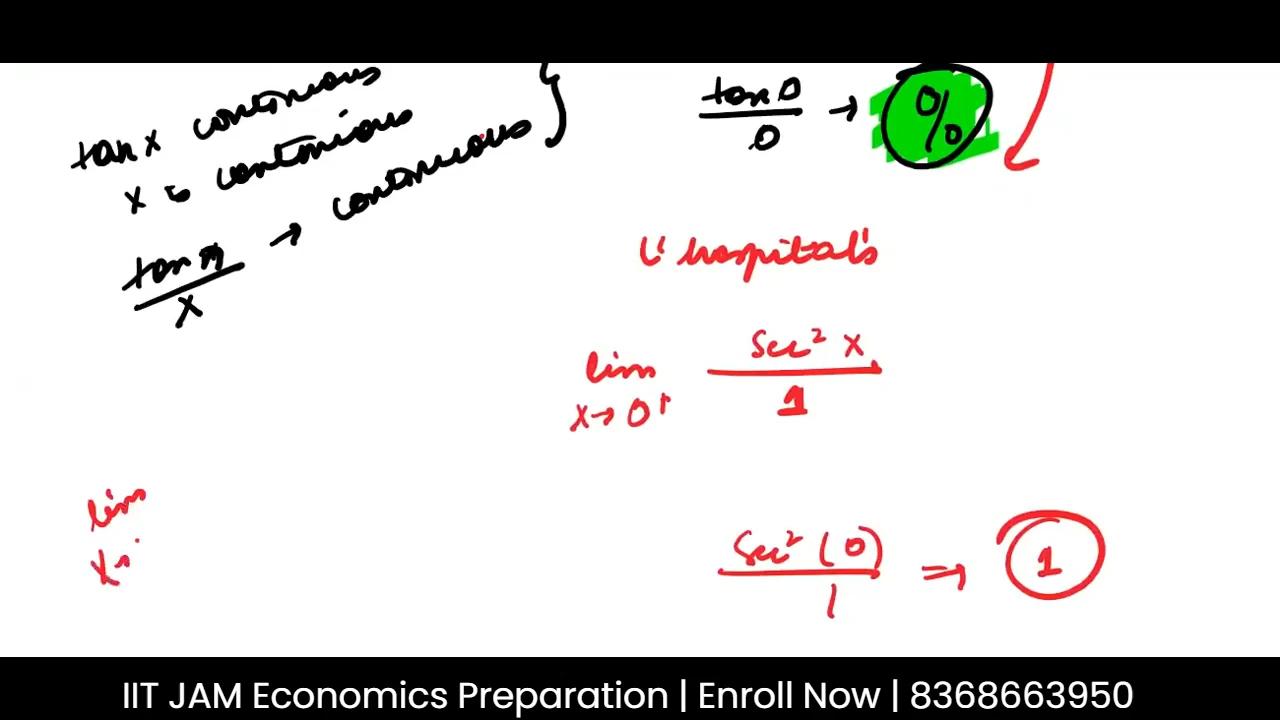 tan x continuous
x is continious
tan x / x → continuous
tan 0 / 0 → 0/0
L' hospital's
lim x→0+ Sec² x / 1
lim x→
Sec² (0) / 1 ⇒ 1
IIT JAM Economics Preparation | Enroll Now | 8368663950